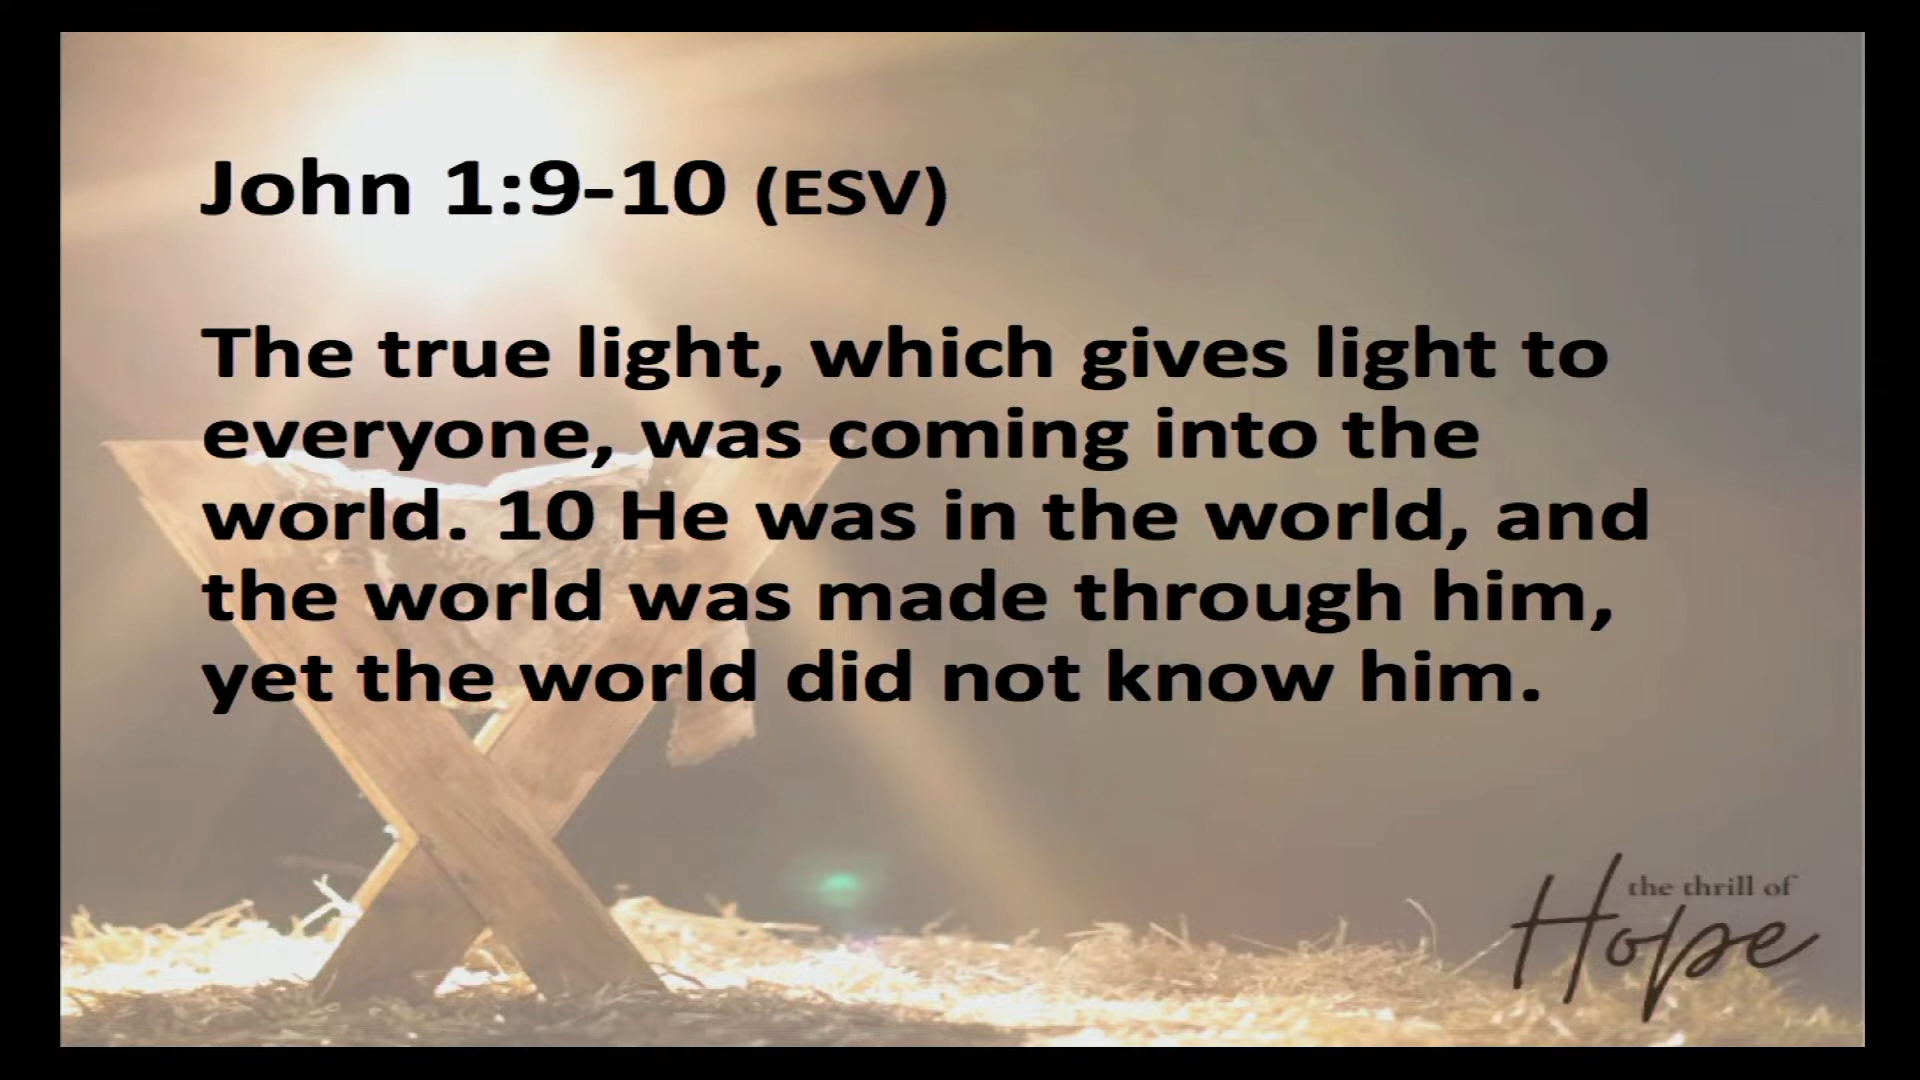 John 1:9-10 (ESV)
The true light, which gives light to
everyone, was coming into the
world. 10 He was in the world, and
the world was made through him,
yet the world did not know him.
the thrill of
Hope